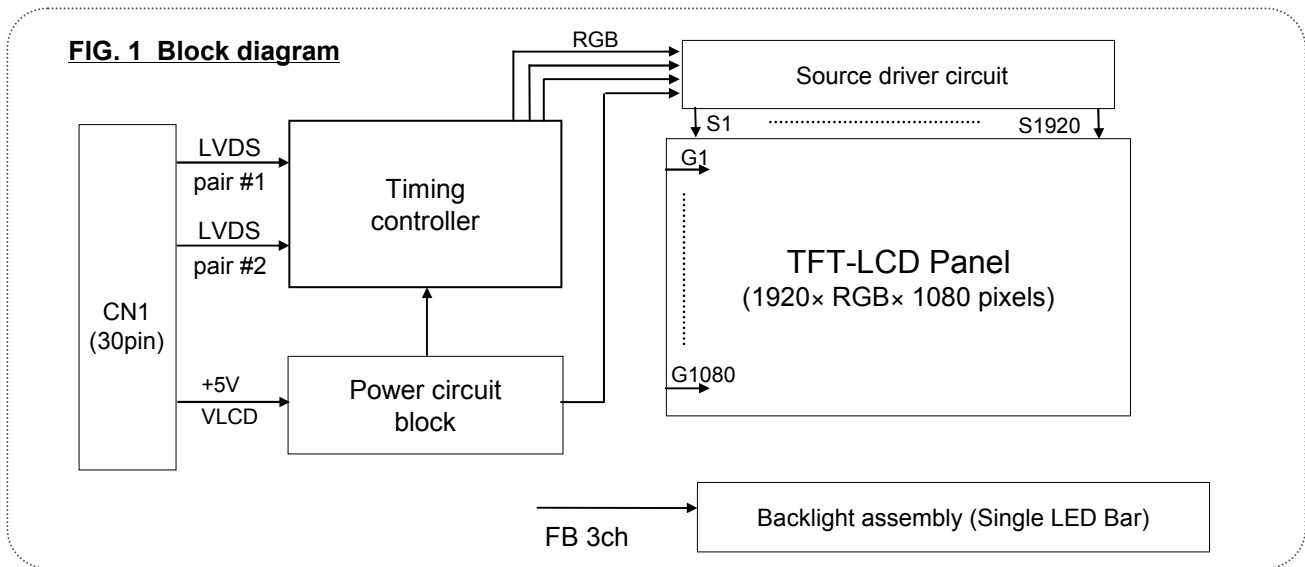 FIG. 1 Block diagram
RGB
Source driver circuit
S1
S1920
CN1
(30pin)
LVDS
pair #1
LVDS
pair #2
Timing
controller
G1
TFT-LCD Panel
(1920× RGB× 1080 pixels)
G1080
+5V
VLCD
Power circuit
block
FB 3ch
Backlight assembly (Single LED Bar)